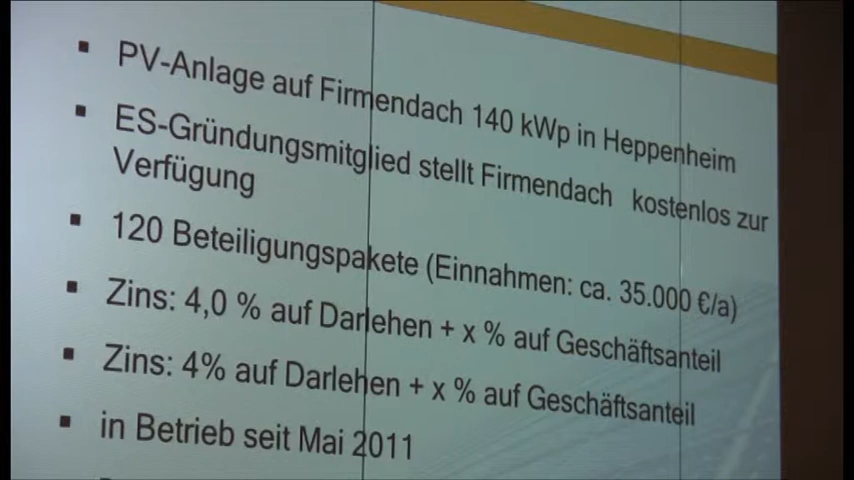 ▪ PV-Anlage auf Firmendach 140 kWp in Heppenheim
▪ ES-Gründungsmitglied stellt Firmendach kostenlos zur
Verfügung
▪ 120 Beteiligungspakete (Einnahmen: ca. 35.000 €/a)
▪ Zins: 4,0 % auf Darlehen + x % auf Geschäftsanteil
▪ Zins: 4% auf Darlehen + x % auf Geschäftsanteil
▪ in Betrieb seit Mai 2011